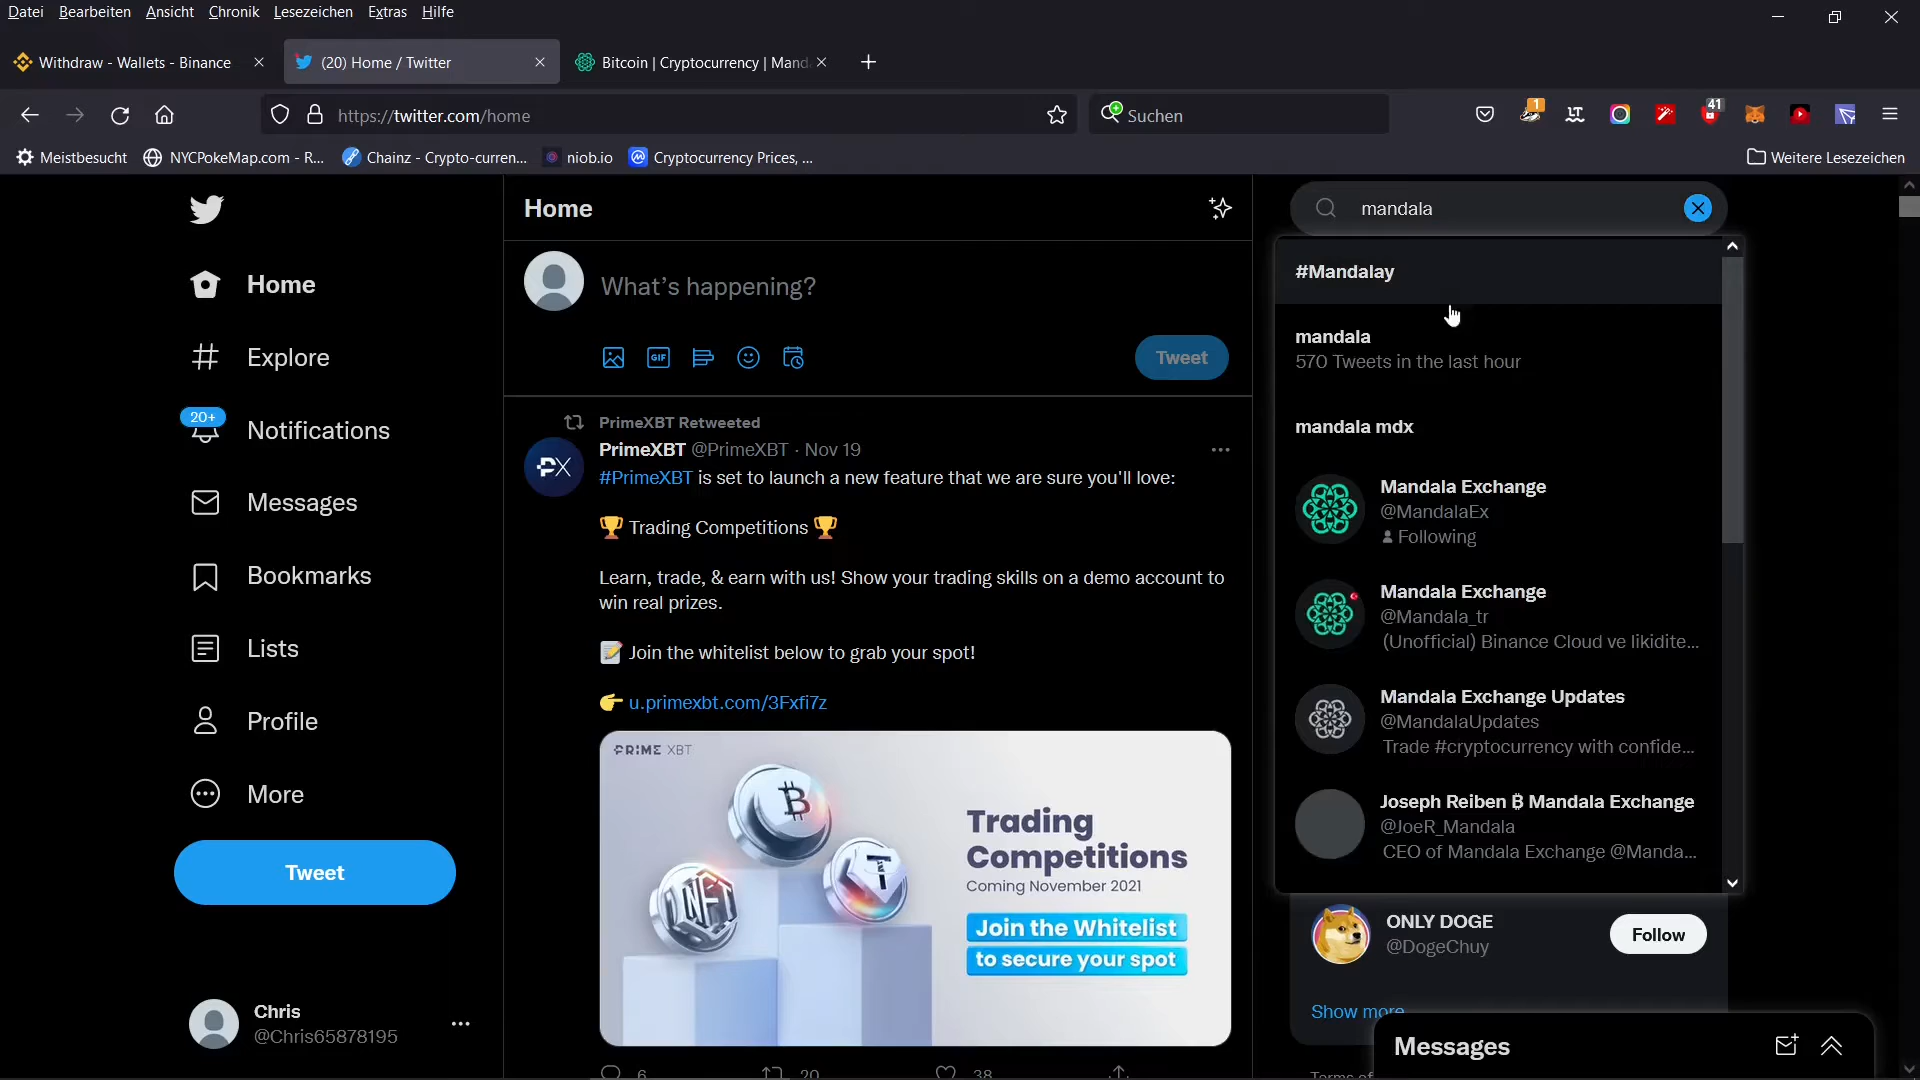 Datei Bearbeiten Ansicht Chronik Lesezeichen Extras Hilfe
Withdraw - Wallets - Binance
(20) Home / Twitter
Bitcoin | Cryptocurrency | Mand
https://twitter.com/home
Suchen
1
41
Meistbesucht
NYCPokeMap.com - R...
Chainz - Crypto-curren...
niob.io
Cryptocurrency Prices, ...
Weitere Lesezeichen
Home
Explore
20+
Notifications
Messages
Bookmarks
Lists
Profile
More
Tweet
Chris
@Chris65878195
Home
What's happening?
GIF
Tweet
PrimeXBT Retweeted
PrimeXBT @PrimeXBT · Nov 19
#PrimeXBT is set to launch a new feature that we are sure you'll love:
🏆 Trading Competitions 🏆
Learn, trade, & earn with us! Show your trading skills on a demo account to
win real prizes.
📝 Join the whitelist below to grab your spot!
👉 u.primexbt.com/3Fxfi7z
PRIME XBT
NFT
Trading
Competitions
Coming November 2021
Join the Whitelist
to secure your spot
6
20
38
mandala
#Mandalay
mandala
570 Tweets in the last hour
mandala mdx
Mandala Exchange
@MandalaEx
Following
Mandala Exchange
@Mandala_tr
(Unofficial) Binance Cloud ve likidite...
Mandala Exchange Updates
@MandalaUpdates
Trade #cryptocurrency with confide...
Joseph Reiben ₿ Mandala Exchange
@JoeR_Mandala
CEO of Mandala Exchange @Manda...
ONLY DOGE
@DogeChuy
Follow
Show more
Messages